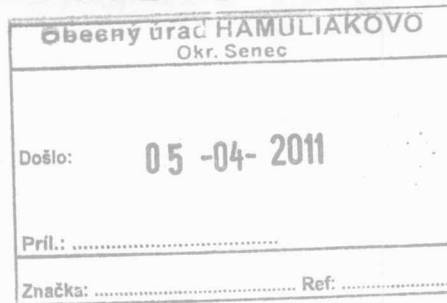 Obecný úrad HAMULIAKOVO
Okr. Senec
Došlo: 05 -04- 2011
Príl.: ........................................
Značka: ........................................ Ref: ....................